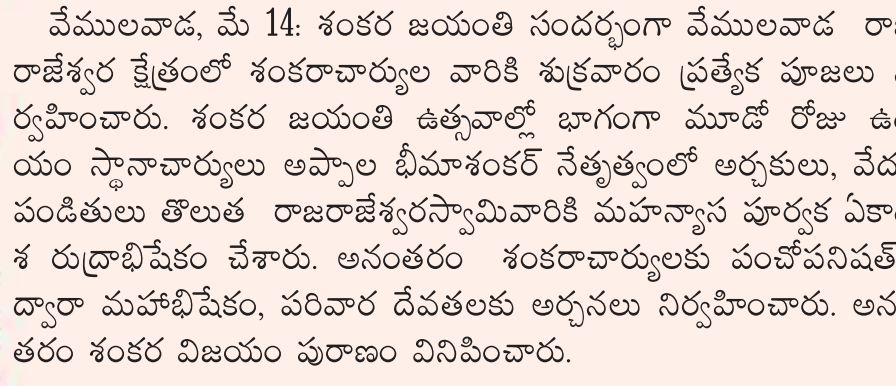 వేములవాడ, మే 14: శంకర జయంతి సందర్భంగా వేములవాడ
రాజేశ్వర క్షేత్రంలో శంకరాచార్యుల వారికి శుక్రవారం ప్రత్యేక పూజలు
ర్వహించారు. శంకర జయంతి ఉత్సవాల్లో భాగంగా మూడో రోజు
యం స్థానాచార్యులు అప్పాల భీమాశంకర్ నేతృత్వంలో అర్చకులు, వేద
పండితులు తొలుత రాజరాజేశ్వరస్వామివారికి మహన్యాస పూర్వక ఏకా
శ రుద్రాభిషేకం చేశారు. అనంతరం శంకరాచార్యులకు పంచోపనిషత్
ద్వారా మహాభిషేకం, పరివార దేవతలకు అర్చనలు నిర్వహించారు. అన
తరం శంకర విజయం పురాణం వినిపించారు.